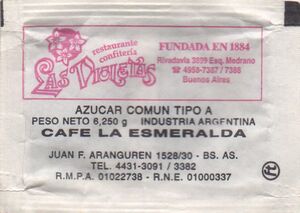 restaurante
confitería
Las Violetas
FUNDADA EN 1884
Rivadavia 3899 Esq. Medrano
☎ 4958-7387 / 7388
Buenos Aires
AZUCAR COMUN TIPO A
PESO NETO 6,250 g INDUSTRIA ARGENTINA
CAFE LA ESMERALDA
JUAN F. ARANGUREN 1528/30 - BS. AS.
TEL. 4431-3091 / 3362
R.M.P.A. 01022738 - R.N.E. 01000337